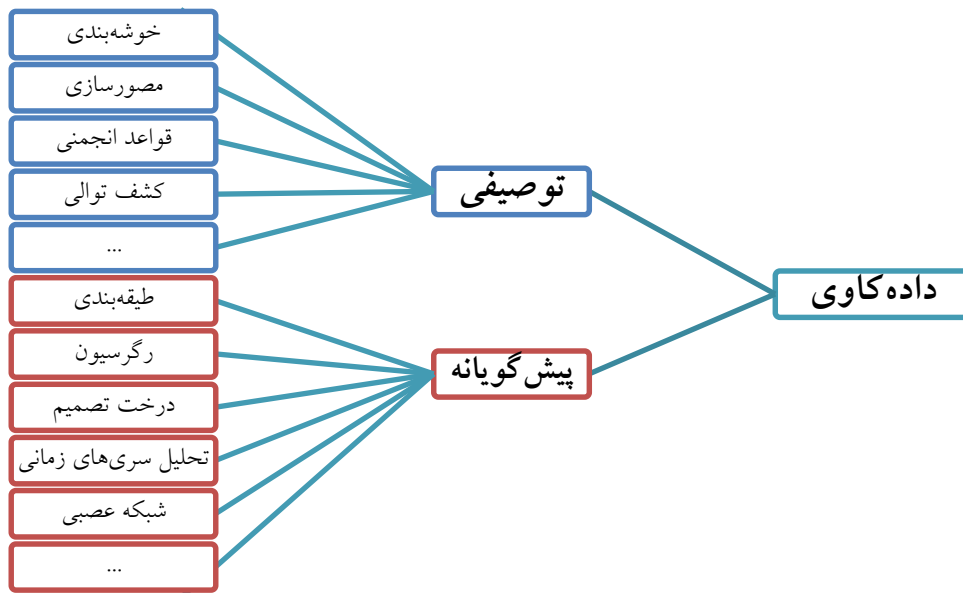 داده‌کاوی
توصیفی
خوشه‌بندی
مصورسازی
قواعد انجمنی
کشف توالی
...
پیش‌گویانه
طبقه‌بندی
رگرسیون
درخت تصمیم
تحلیل سری‌های زمانی
شبکه عصبی
...